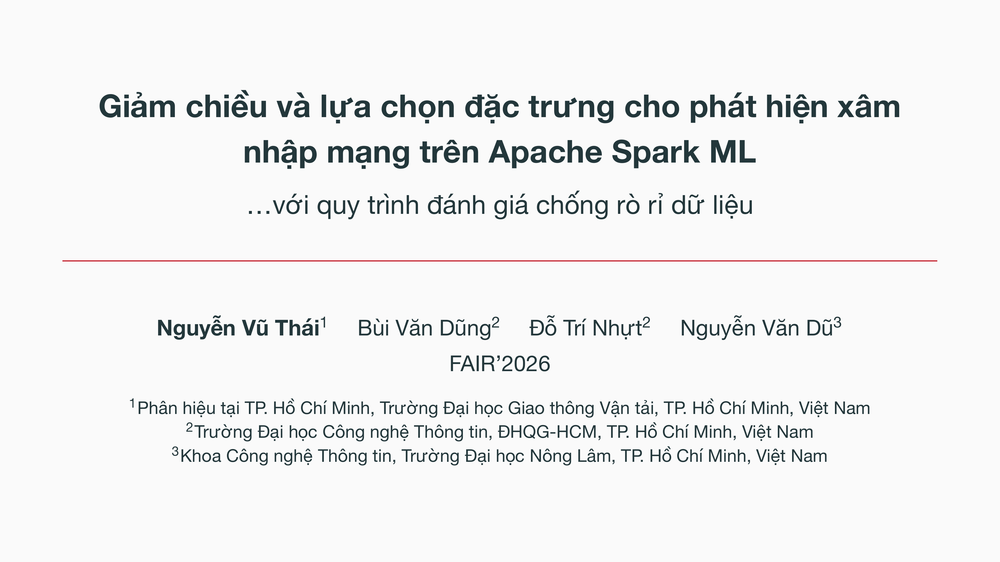 Giảm chiều và lựa chọn đặc trưng cho phát hiện xâm
nhập mạng trên Apache Spark ML
…với quy trình đánh giá chống rò rỉ dữ liệu
Nguyễn Vũ Thái¹ Bùi Văn Dũng² Đỗ Trí Nhựt² Nguyễn Văn Dũ³
FAIR’2026
¹Phân hiệu tại TP. Hồ Chí Minh, Trường Đại học Giao thông Vận tải, TP. Hồ Chí Minh, Việt Nam
²Trường Đại học Công nghệ Thông tin, ĐHQG-HCM, TP. Hồ Chí Minh, Việt Nam
³Khoa Công nghệ Thông tin, Trường Đại học Nông Lâm, TP. Hồ Chí Minh, Việt Nam